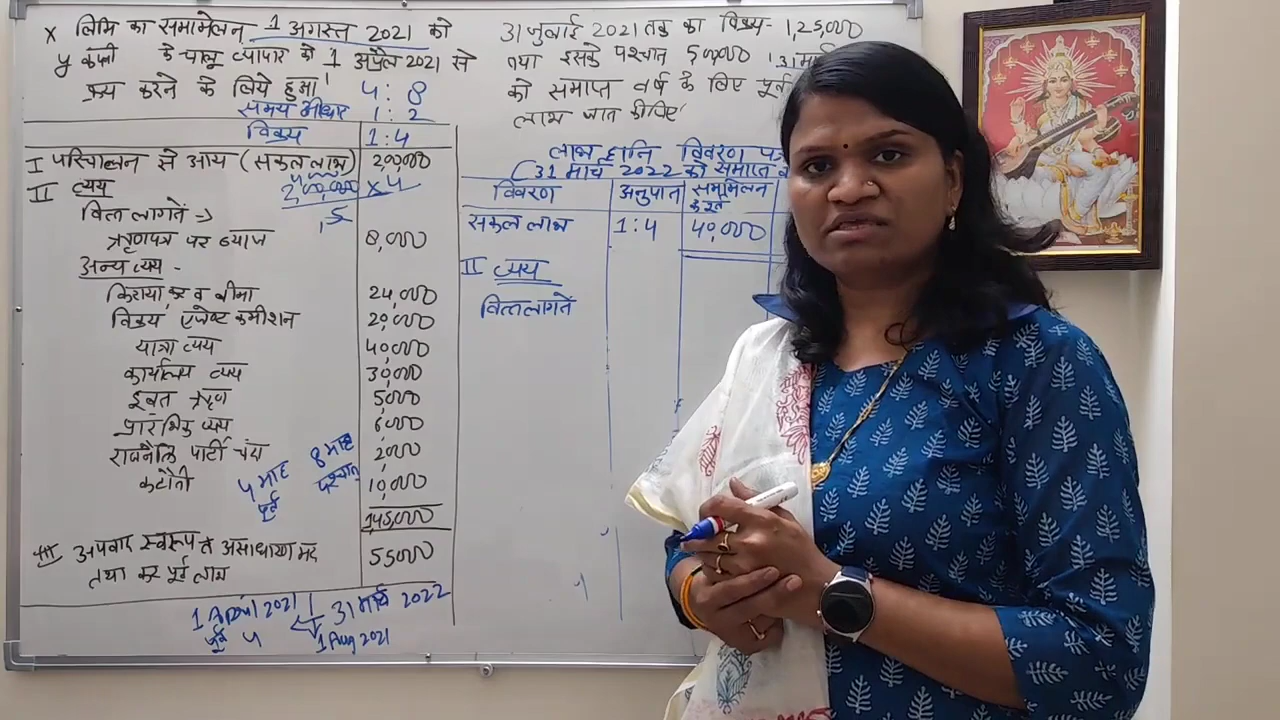 X लिमि का समामेलन 1 अगस्त 2021 को
y कंपनी के चालू व्यापार को 1 अप्रैल 2021 से
क्रय करने के लिये हुआ।
4 : 8
समय आधार 1 : 2
विक्रय 1:4
I परिचालन से आय (सकल लाभ) 200,000
II व्यय
200,000 x 4
5
वित्त लागतें →
ऋणपत्र पर ब्याज 8,000
अन्य व्यय -
किराया, कर व बीमा 24,000
विक्रय एजेण्ट कमीशन 20,000
यात्रा व्यय 40,000
कार्यालय व्यय 30,000
डूबत ऋण 5,000
प्रारंभिक व्यय 6,000
राजनैति पार्टी चंदा 2,000
कटौती 10,000
4 माह पूर्व
8 माह पश्चात्
1,45,000
अपवाद स्वरूप व असाधारण मद 55000
तथा कर पूर्व लाभ
1 April 2021
31 मार्च 2022
पूर्व 4
1 Aug 2021
31 जुलाई 2021 तक का विक्रय- 1,25,000
तथा इसके पश्चात 5,00,000
को समाप्त वर्ष के लिए पूर्व
लाभ ज्ञात कीजिए
लाभ हानि विवरण
(31 मार्च 2022 को समाप्त
विवरण अनुपात समामेलन
सकल लाभ 1:4 40,000
II व्यय
वित्त लागतें